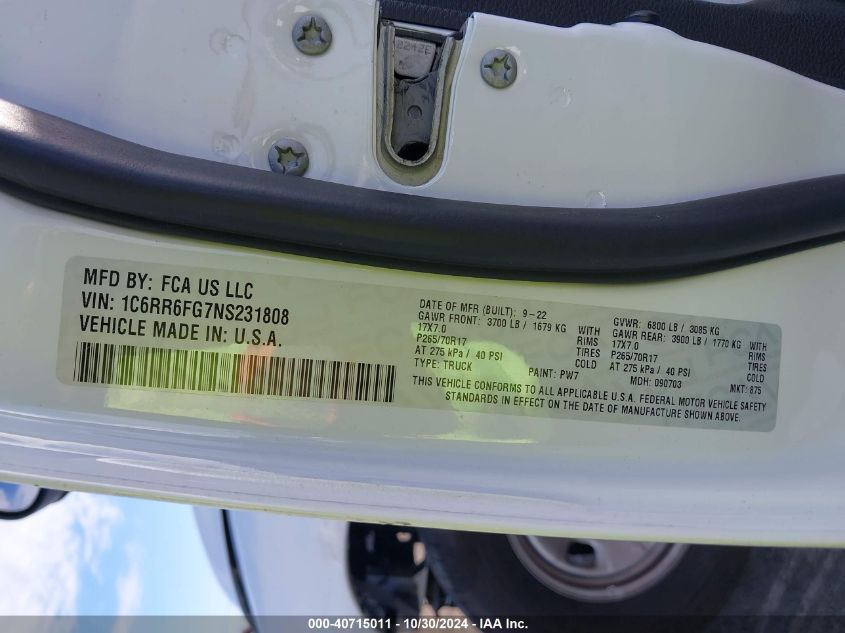 2242E
MFD BY: FCA US LLC
VIN: 1C6RR6FG7NS231808
VEHICLE MADE IN: U.S.A.
DATE OF MFR (BUILT): 9-22
GAWR FRONT: 3700 LB / 1679 KG WITH
17X7.0 RIMS
P265/70R17 TIRES
AT 275 kPa / 40 PSI COLD
TYPE: TRUCK PAINT: PW7
GVWR: 6800 LB / 3085 KG
GAWR REAR: 3900 LB / 1770 KG WITH
17X7.0 RIMS
P265/70R17 TIRES
AT 275 kPa / 40 PSI COLD
MDH: 090703 MKT: 875
THIS VEHICLE CONFORMS TO ALL APPLICABLE U.S.A. FEDERAL MOTOR VEHICLE SAFETY
STANDARDS IN EFFECT ON THE DATE OF MANUFACTURE SHOWN ABOVE.
000-40715011 - 10/30/2024 - IAA Inc.